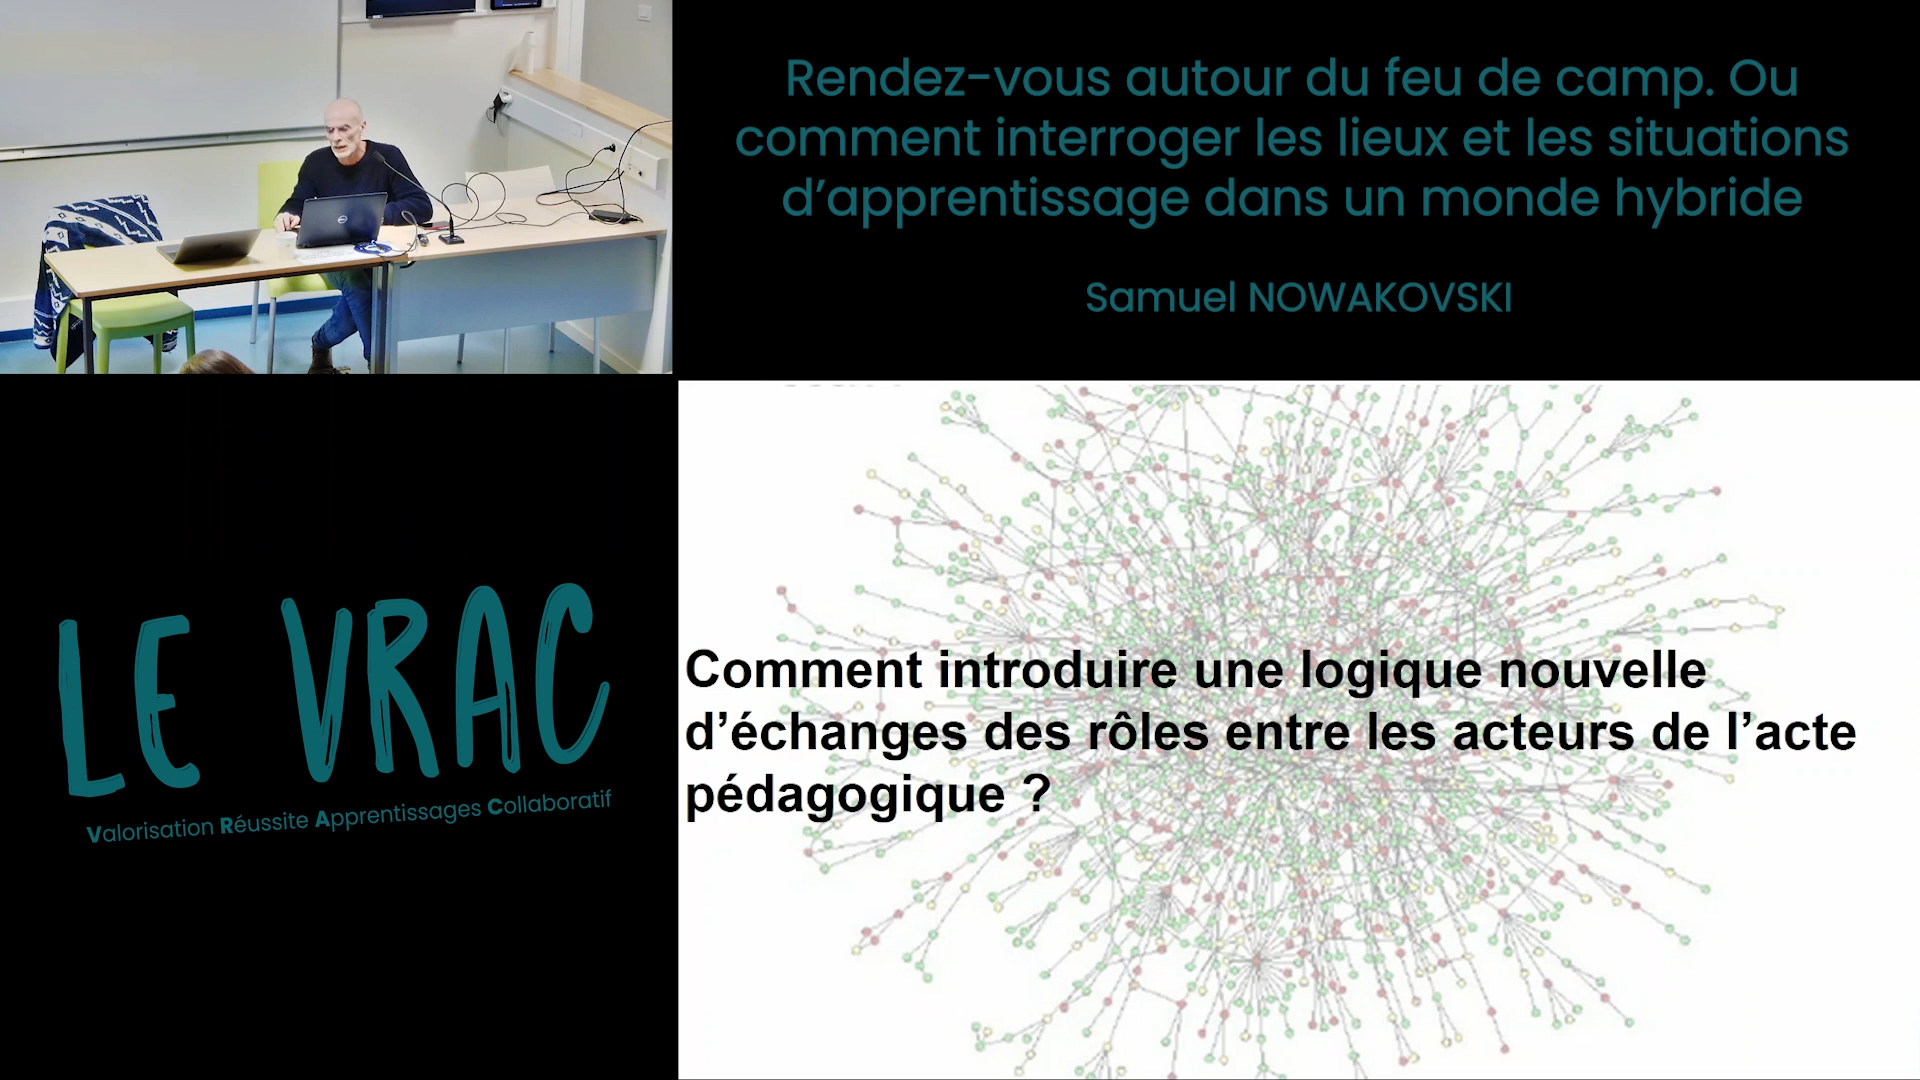 Rendez-vous autour du feu de camp. Ou
comment interroger les lieux et les situations
d’apprentissage dans un monde hybride
Samuel NOWAKOVSKI
LE VRAC
Valorisation Réussite Apprentissages Collaboratif
Comment introduire une logique nouvelle
d’échanges des rôles entre les acteurs de l’acte
pédagogique ?